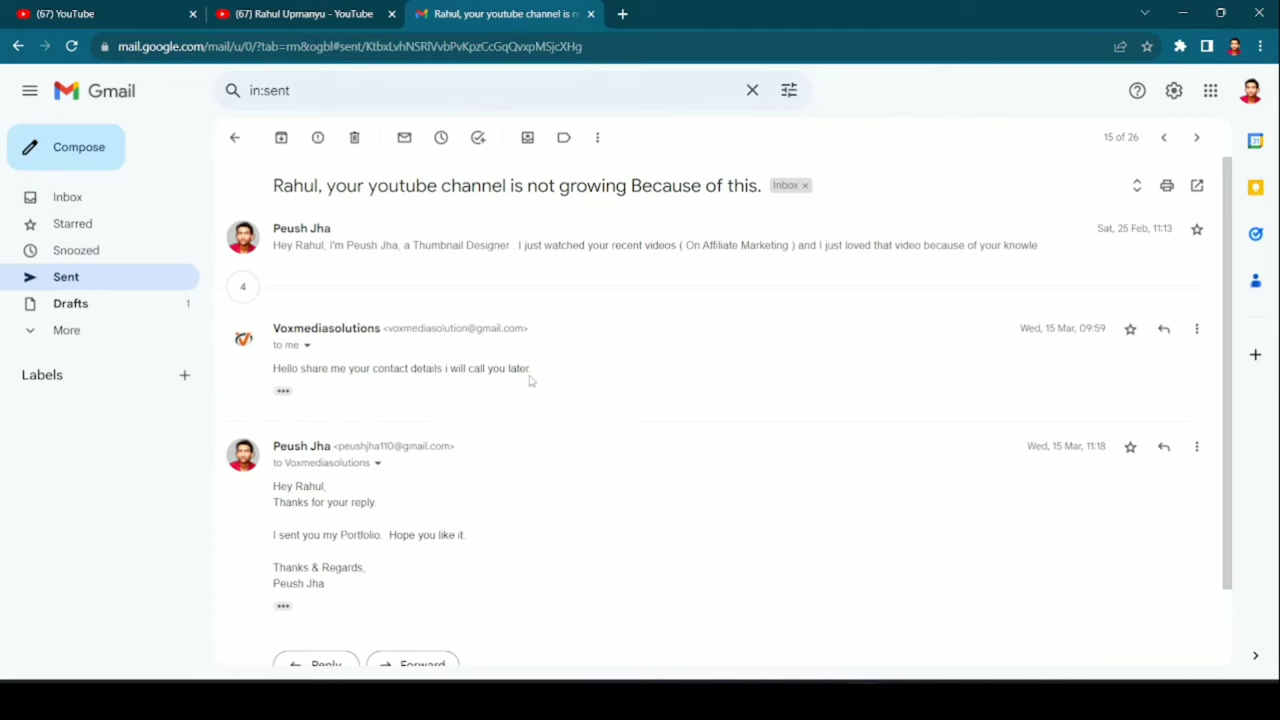 (67) YouTube
(67) Rahul Upmanyu - YouTube
Rahul, your youtube channel is n
mail.google.com/mail/u/0/?tab=rm&ogbl#sent/KtbxLvhNSRlVvbPvKpzCcGqQvxpMSjcXHg
Gmail
in:sent
Compose
15 of 26
Inbox
Starred
Snoozed
Sent
Drafts 1
More
Labels
Rahul, your youtube channel is not growing Because of this. Inbox ×
Peush Jha Sat, 25 Feb, 11:13
Hey Rahul, I'm Peush Jha, a Thumbnail Designer . I just watched your recent videos ( On Affiliate Marketing ) and I just loved that video because of your knowle
4
Voxmediasolutions <voxmediasolution@gmail.com> Wed, 15 Mar, 09:59
to me
Hello share me your contact details i will call you later
Peush Jha <peushjha110@gmail.com> Wed, 15 Mar, 11:18
to Voxmediasolutions
Hey Rahul,
Thanks for your reply.
I sent you my Portfolio. Hope you like it.
Thanks & Regards,
Peush Jha
Reply Forward